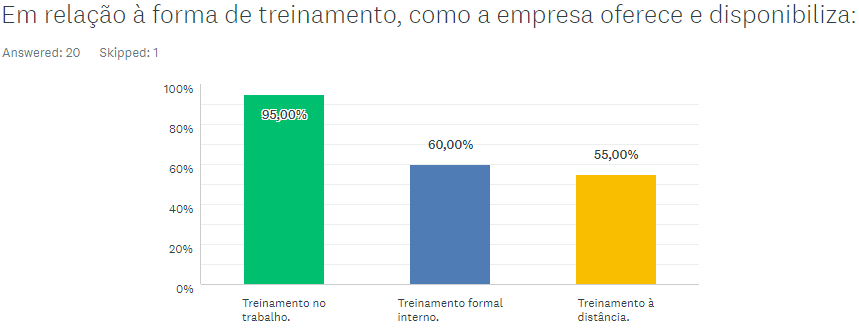 Em relação à forma de treinamento, como a empresa oferece e disponibiliza:
Answered: 20 Skipped: 1
100%
80%
60%
40%
20%
0%
95,00%
60,00%
55,00%
Treinamento no
trabalho.
Treinamento formal
interno.
Treinamento à
distância.